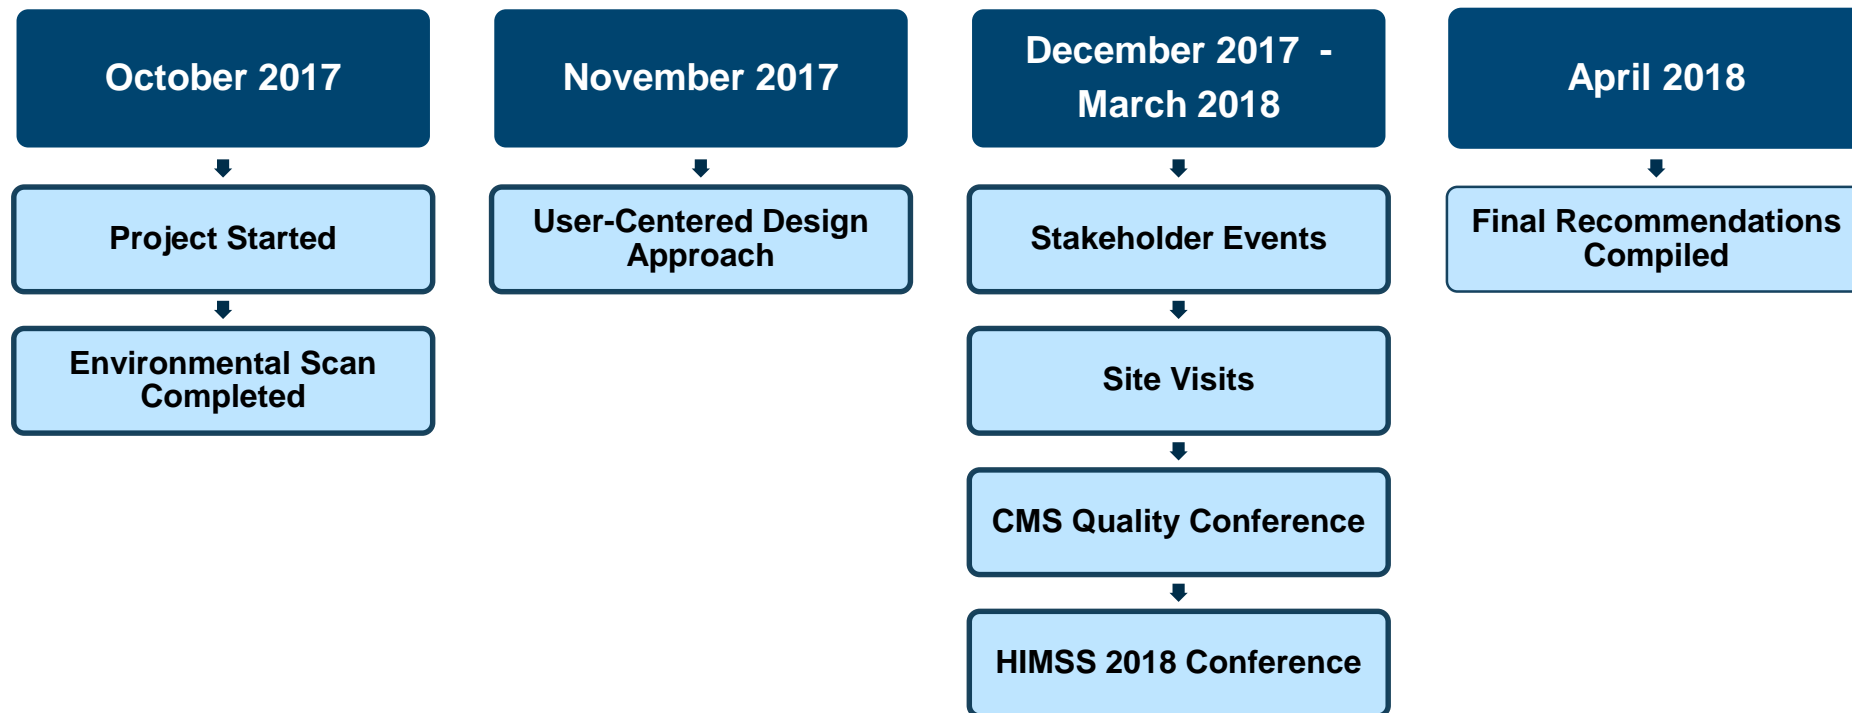 October 2017
Project Started
Environmental Scan
Completed
November 2017
User-Centered Design
Approach
December 2017 -
March 2018
Stakeholder Events
Site Visits
CMS Quality Conference
HIMSS 2018 Conference
April 2018
Final Recommendations
Compiled